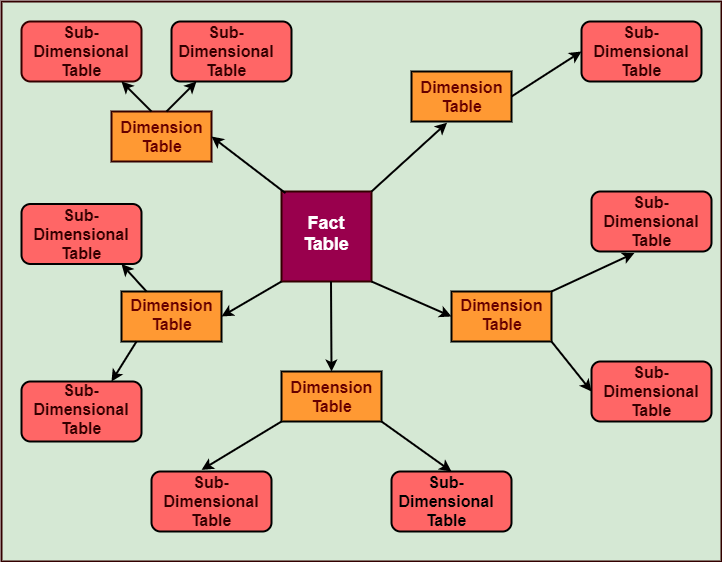 Sub-
Dimensional
Table
Sub-
Dimensional
Table
Sub-
Dimensional
Table
Dimension
Table
Dimension
Table
Sub-
Dimensional
Table
Fact
Table
Sub-
Dimensional
Table
Dimension
Table
Dimension
Table
Sub-
Dimensional
Table
Dimension
Table
Sub-
Dimensional
Table
Sub-
Dimensional
Table
Sub-
Dimensional
Table